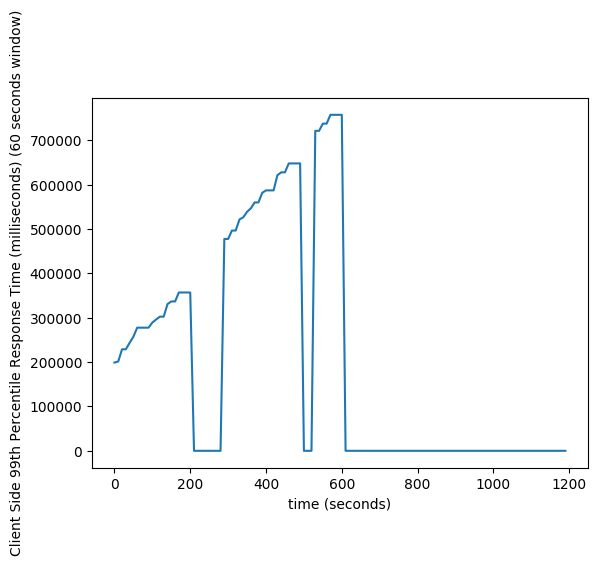 Client Side 99th Percentile Response Time (milliseconds) (60 seconds window)
700000
600000
500000
400000
300000
200000
100000
0
0 200 400 600 800 1000 1200
time (seconds)